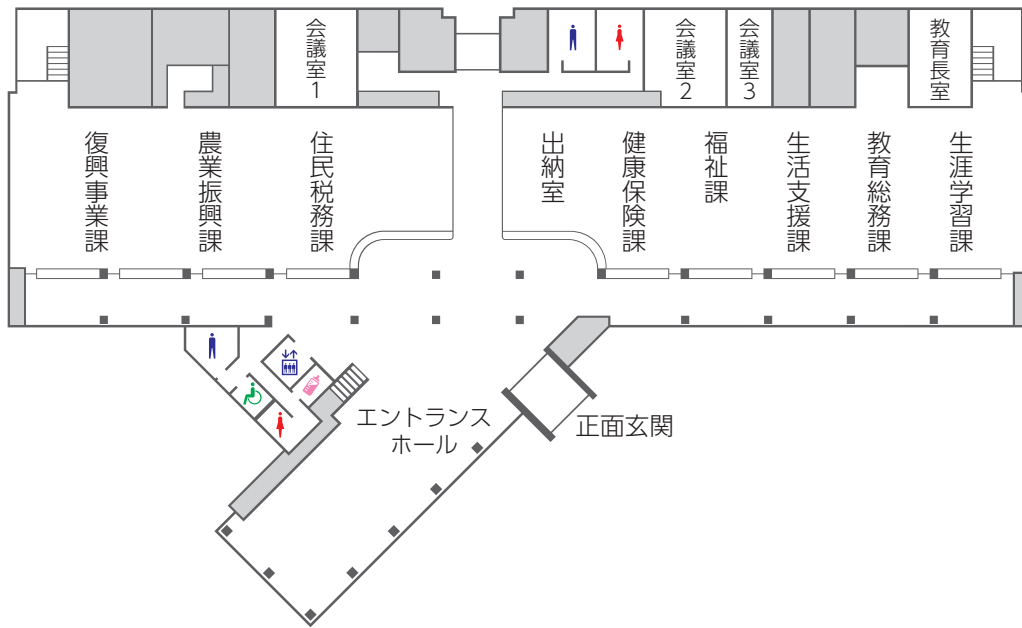 会議室1
会議室2
会議室3
教育長室
復興事業課
農業振興課
住民税務課
出納室
健康保険課
福祉課
生活支援課
教育総務課
生涯学習課
エントランス
ホール
正面玄関